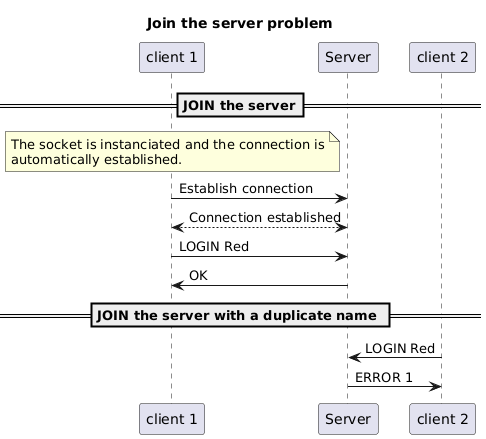 Join the server problem
client 1
Server
client 2
JOIN the server
The socket is instanciated and the connection is
automatically established.
Establish connection
Connection established
LOGIN Red
OK
JOIN the server with a duplicate name
LOGIN Red
ERROR 1
client 1
Server
client 2